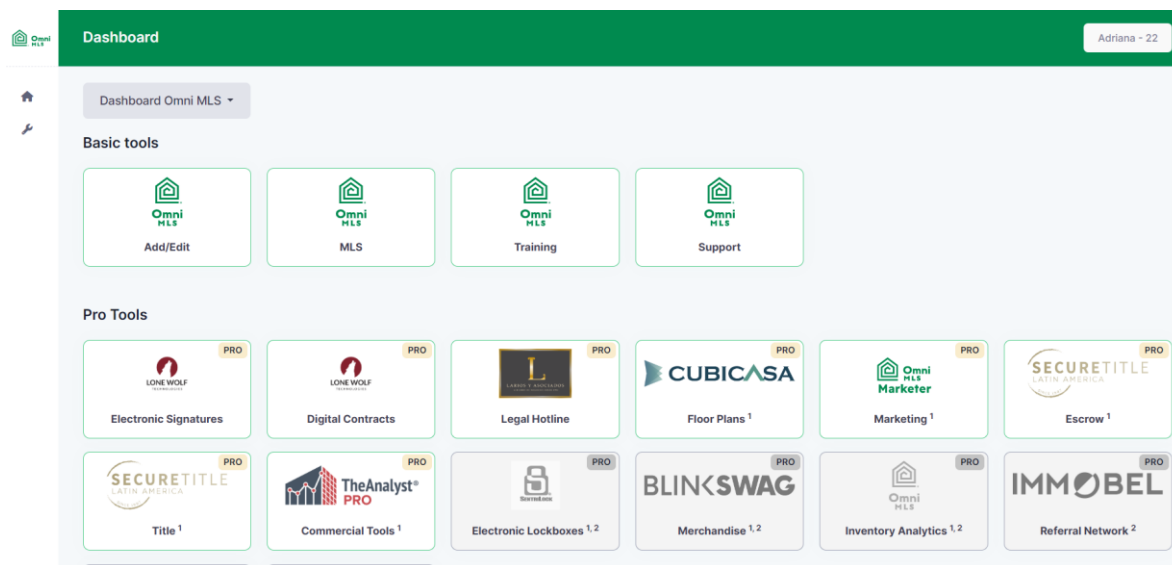 Omni
MLS
Dashboard
Adriana - 22
Dashboard Omni MLS
Basic tools
Omni
MLS
Add/Edit
Omni
MLS
MLS
Omni
MLS
Training
Omni
MLS
Support
Pro Tools
PRO
LONE WOLF
TECHNOLOGIES
Electronic Signatures
PRO
LONE WOLF
TECHNOLOGIES
Digital Contracts
PRO
L
Legal Hotline
PRO
CUBICASA
Floor Plans 1
PRO
Omni
MLS
Marketer
Marketing 1
PRO
SECURETITLE
LATIN AMERICA
Escrow 1
PRO
SECURETITLE
LATIN AMERICA
Title 1
PRO
TheAnalyst®
PRO
Commercial Tools 1
PRO
Electronic Lockboxes 1, 2
PRO
BLINKSWAG
Merchandise 1, 2
PRO
Omni
MLS
Inventory Analytics 1, 2
PRO
IMMOBEL
Referral Network 2